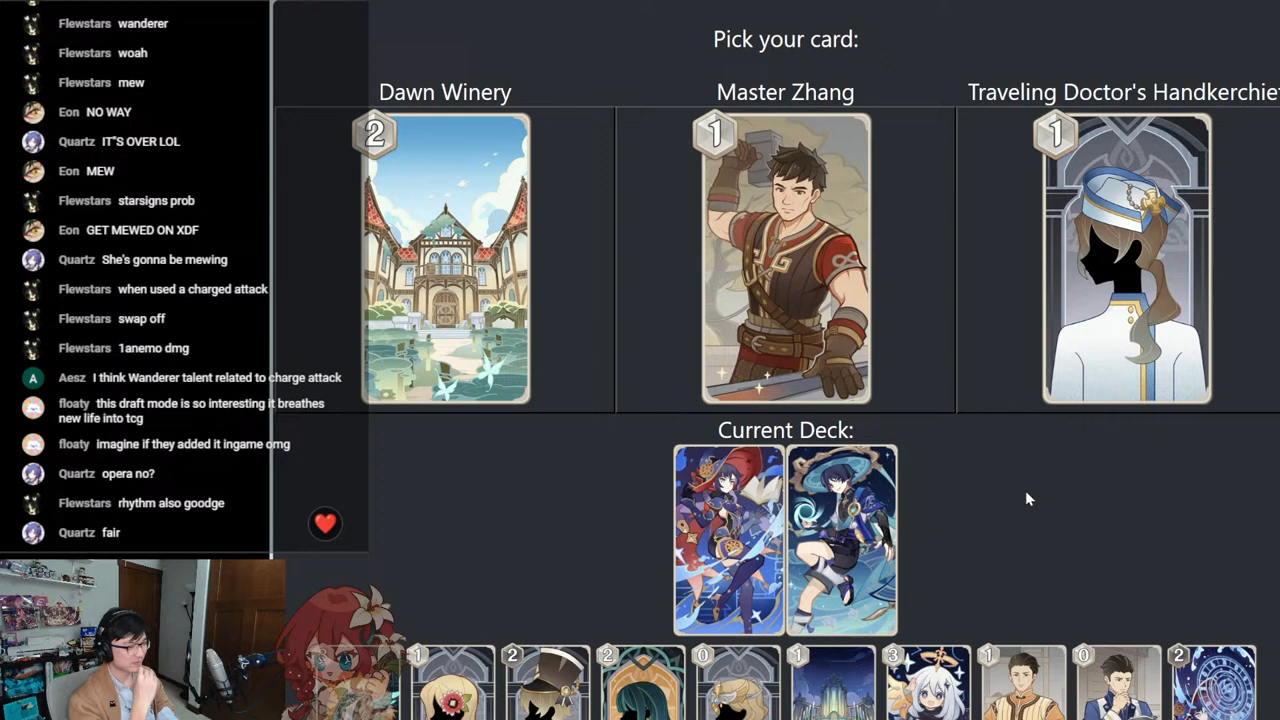 Flewstars wanderer
Flewstars woah
Flewstars mew
Eon NO WAY
Quartz IT"S OVER LOL
Eon MEW
Flewstars starsigns prob
Eon GET MEWED ON XDF
Quartz She's gonna be mewing
Flewstars when used a charged attack
Flewstars swap off
Flewstars 1anemo dmg
A Aesz I think Wanderer talent related to charge attack
floaty this draft mode is so interesting it breathes
new life into tcg
floaty imagine if they added it ingame omg
Quartz opera no?
Flewstars rhythm also goodge
Quartz fair
Pick your card:
Dawn Winery
Master Zhang
Traveling Doctor's Handkerchie
2
1
1
Current Deck:
1
2
2
0
1
3
1
0
2